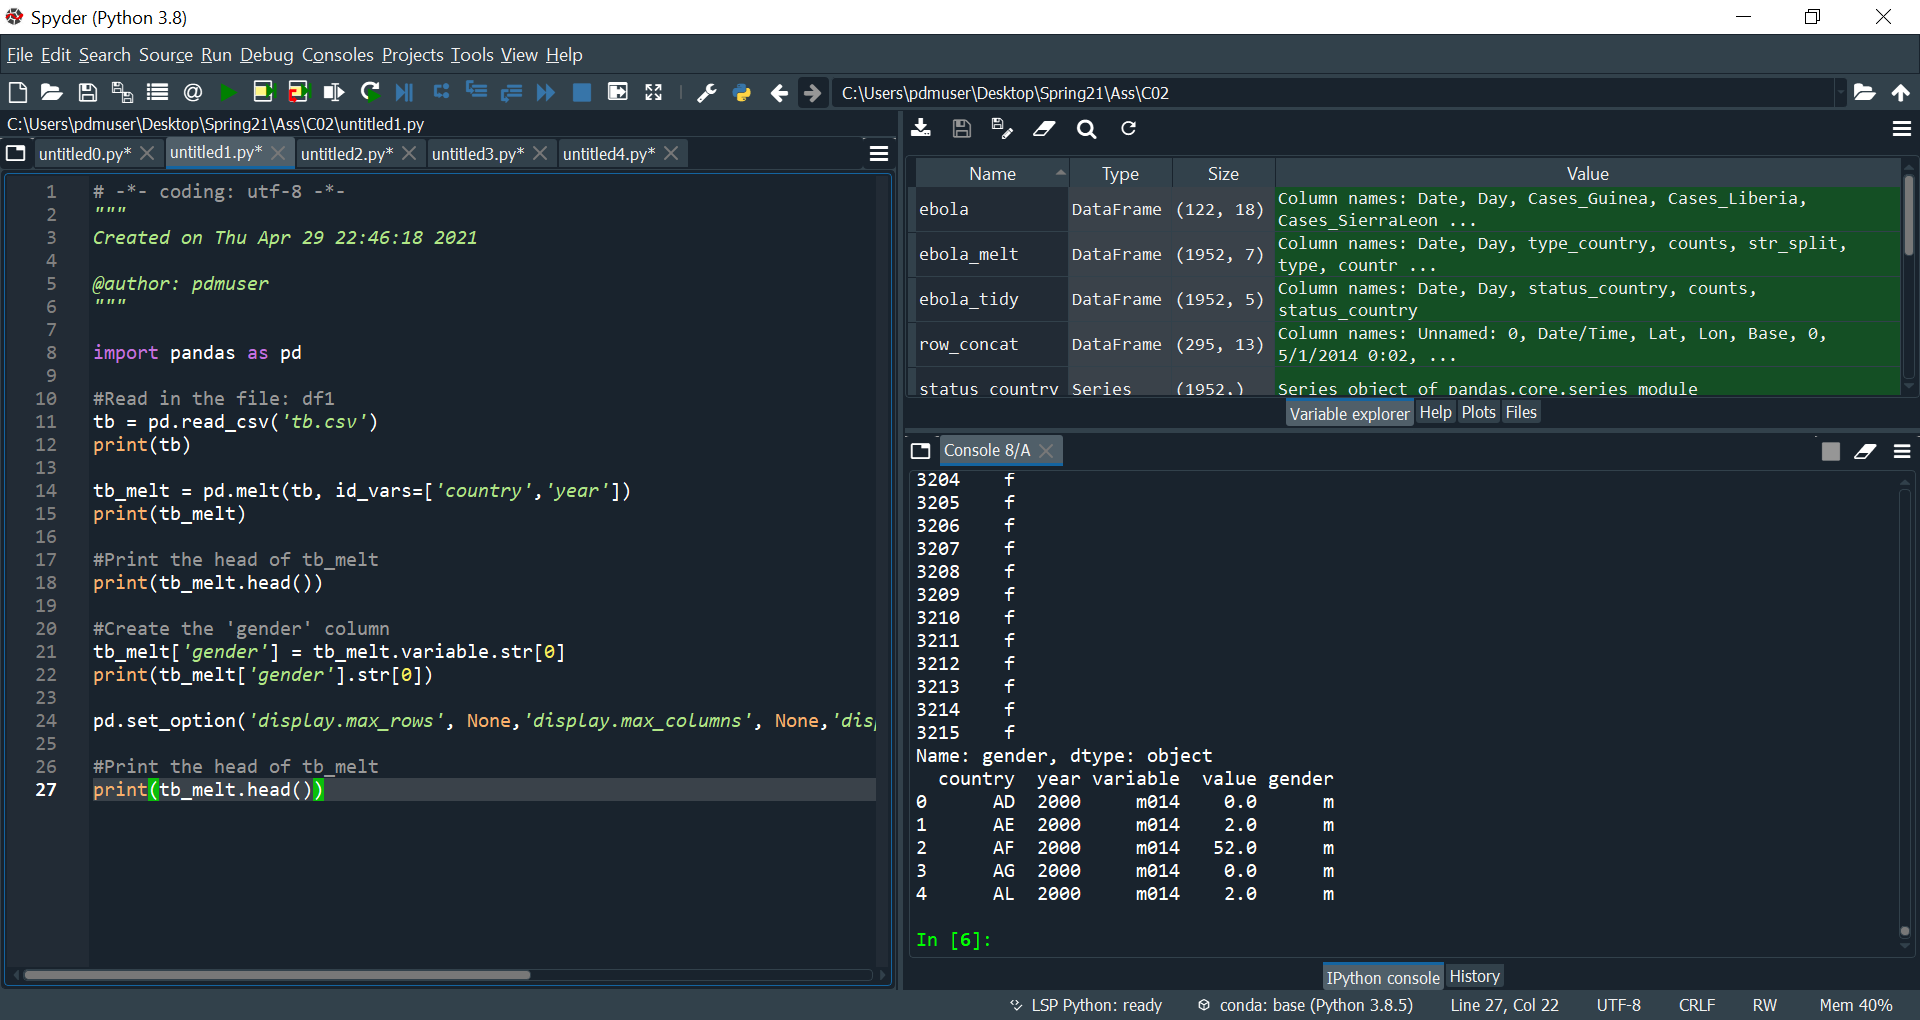 Spyder (Python 3.8)
File Edit Search Source Run Debug Consoles Projects Tools View Help
C:\Users\pdmuser\Desktop\Spring21\Ass\C02
C:\Users\pdmuser\Desktop\Spring21\Ass\C02\untitled1.py
untitled0.py* untitled1.py* untitled2.py* untitled3.py* untitled4.py*
1 # -*- coding: utf-8 -*-
2 """
3 Created on Thu Apr 29 22:46:18 2021
4
5 @author: pdmuser
6 """
7
8 import pandas as pd
9
10 #Read in the file: df1
11 tb = pd.read_csv('tb.csv')
12 print(tb)
13
14 tb_melt = pd.melt(tb, id_vars=['country','year'])
15 print(tb_melt)
16
17 #Print the head of tb_melt
18 print(tb_melt.head())
19
20 #Create the 'gender' column
21 tb_melt['gender'] = tb_melt.variable.str[0]
22 print(tb_melt['gender'].str[0])
23
24 pd.set_option('display.max_rows', None,'display.max_columns', None,'dis
25
26 #Print the head of tb_melt
27 print(tb_melt.head())
Name Type Size Value
ebola DataFrame (122, 18) Column names: Date, Day, Cases_Guinea, Cases_Liberia,
Cases_SierraLeon ...
ebola_melt DataFrame (1952, 7) Column names: Date, Day, type_country, counts, str_split,
type, countr ...
ebola_tidy DataFrame (1952, 5) Column names: Date, Day, status_country, counts,
status_country
row_concat DataFrame (295, 13) Column names: Unnamed: 0, Date/Time, Lat, Lon, Base, 0,
5/1/2014 0:02, ...
status_country Series (1952,) Series object of pandas.core.series module
Variable explorer Help Plots Files
Console 8/A
3204 f
3205 f
3206 f
3207 f
3208 f
3209 f
3210 f
3211 f
3212 f
3213 f
3214 f
3215 f
Name: gender, dtype: object
country year variable value gender
0 AD 2000 m014 0.0 m
1 AE 2000 m014 2.0 m
2 AF 2000 m014 52.0 m
3 AG 2000 m014 0.0 m
4 AL 2000 m014 2.0 m
In [6]:
IPython console History
LSP Python: ready conda: base (Python 3.8.5) Line 27, Col 22 UTF-8 CRLF RW Mem 40%